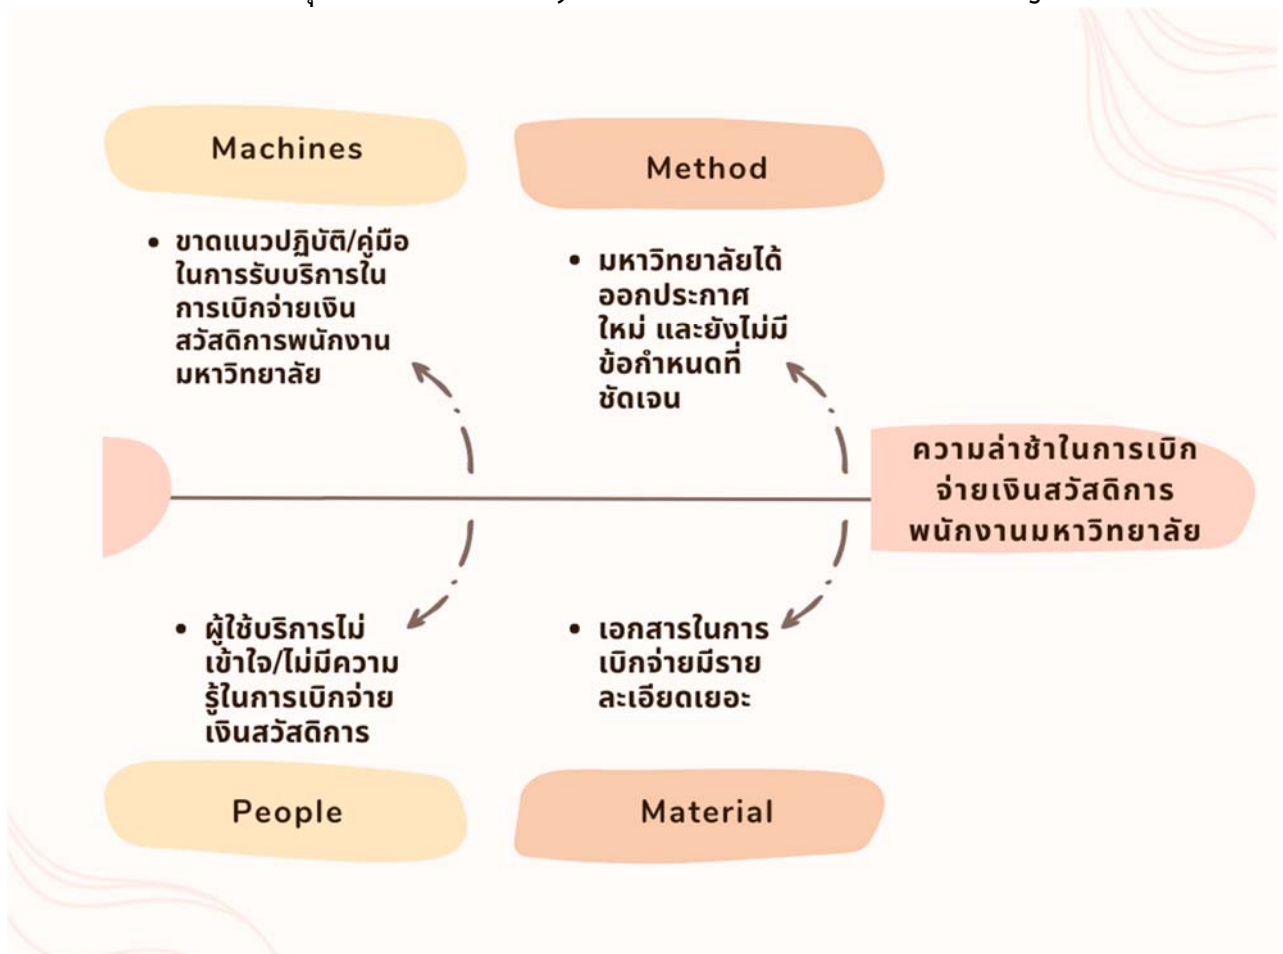 Machines
ขาดแนวปฏิบัติ/คู่มือ
ในการรับบริการใน
การเบิกจ่ายเงิน
สวัสดิการพนักงาน
มหาวิทยาลัย
Method
มหาวิทยาลัยได้
ออกประกาศ
ใหม่ และยังไม่มี
ข้อกำหนดที่
ชัดเจน
ความล่าช้าในการเบิก
จ่ายเงินสวัสดิการ
พนักงานมหาวิทยาลัย
ผู้ใช้บริการไม่
เข้าใจ/ไม่มีความ
รู้ในการเบิกจ่าย
เงินสวัสดิการ
People
เอกสารในการ
เบิกจ่ายมีราย
ละเอียดเยอะ
Material